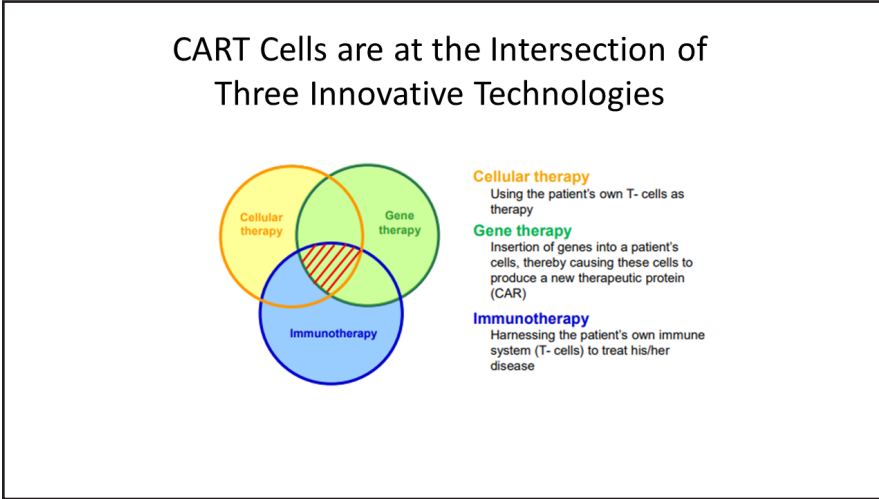 CART Cells are at the Intersection of
Three Innovative Technologies
Cellular
therapy
Gene
therapy
Immunotherapy
Cellular therapy
Using the patient's own T- cells as
therapy
Gene therapy
Insertion of genes into a patient's
cells, thereby causing these cells to
produce a new therapeutic protein
(CAR)
Immunotherapy
Harnessing the patient's own immune
system (T- cells) to treat his/her
disease